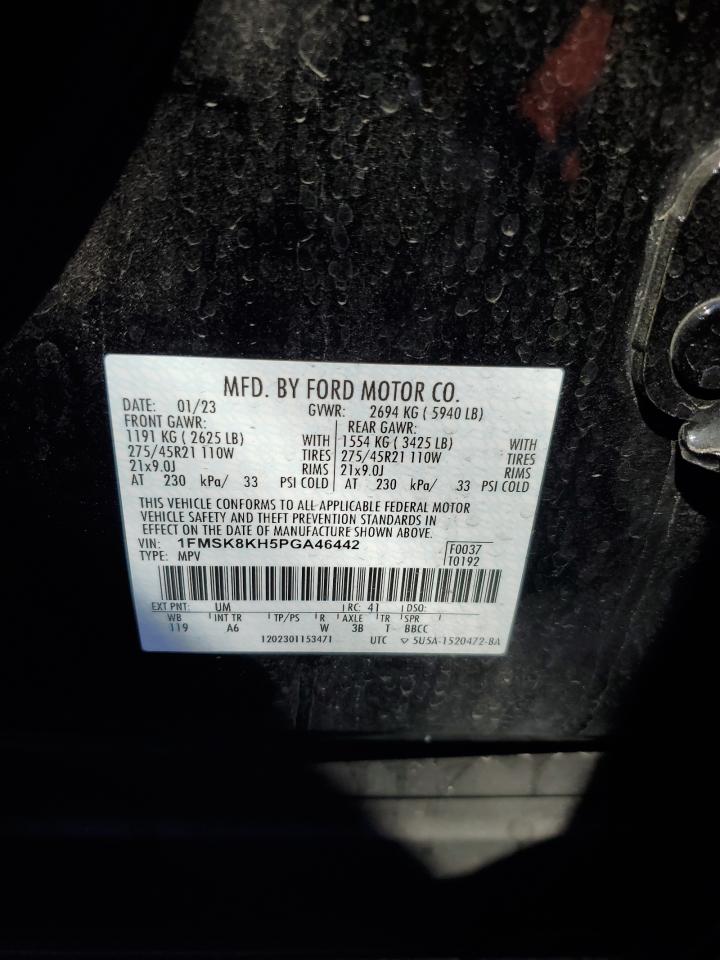 MFD. BY FORD MOTOR CO.
DATE: 01/23 GVWR: 2694 KG ( 5940 LB)
FRONT GAWR: REAR GAWR:
1191 KG ( 2625 LB) WITH 1554 KG ( 3425 LB) WITH
275/45R21 110W TIRES 275/45R21 110W TIRES
21x9.0J RIMS 21x9.0J RIMS
AT 230 kPa/ 33 PSI COLD AT 230 kPa/ 33 PSI COLD
THIS VEHICLE CONFORMS TO ALL APPLICABLE FEDERAL MOTOR
VEHICLE SAFETY AND THEFT PREVENTION STANDARDS IN
EFFECT ON THE DATE OF MANUFACTURE SHOWN ABOVE.
VIN: 1FMSK8KH5PGA46442 F0037
TYPE: MPV T0192
EXT PNT: UM RC: 41 DSO:
WB INT TR TP/PS R AXLE TR SPR
119 A6 W 3B T BBCC
1202301153471 UTC ▽ 5U5A-1520472-BA